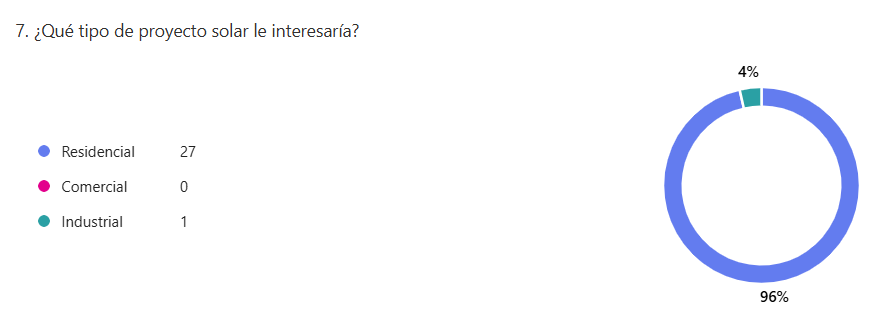 7. ¿Qué tipo de proyecto solar le interesaría?
4%
Residencial 27
Comercial 0
Industrial 1
96%